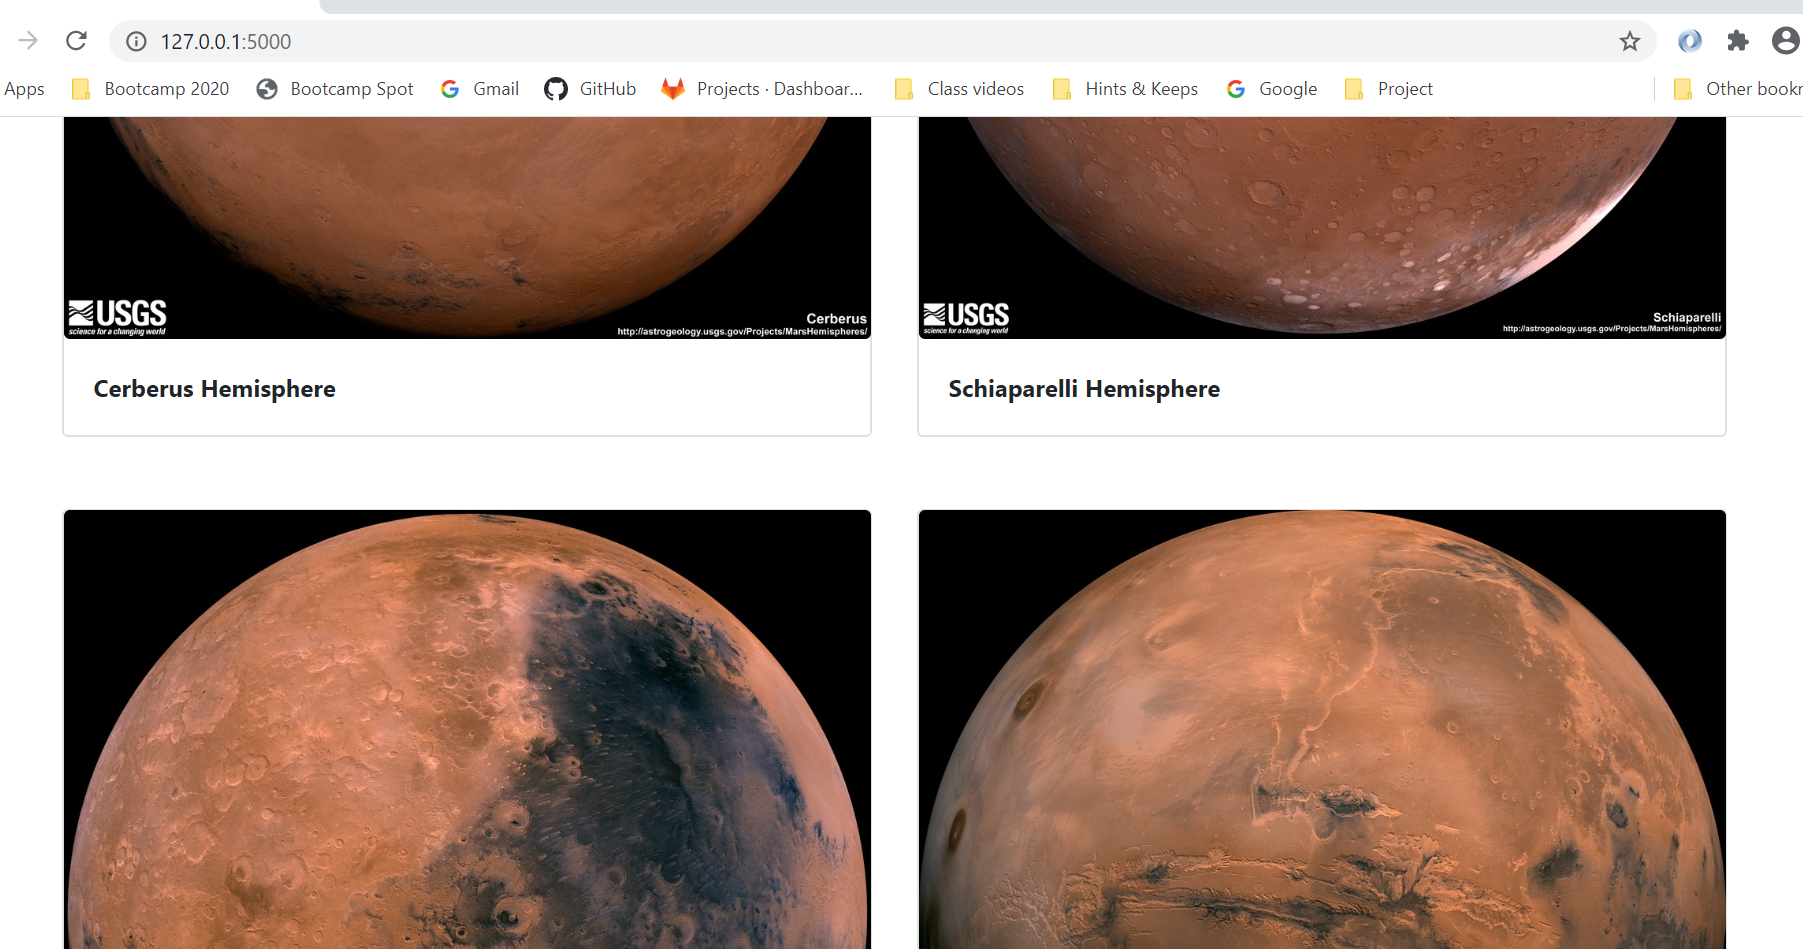 127.0.0.1:5000
Apps Bootcamp 2020 Bootcamp Spot Gmail GitHub Projects · Dashboar... Class videos Hints & Keeps Google Project Other bookr
USGS
science for a changing world
Cerberus
http://astrogeology.usgs.gov/Projects/MarsHemispheres/
USGS
science for a changing world
Schiaparelli
http://astrogeology.usgs.gov/Projects/MarsHemispheres/
Cerberus Hemisphere
Schiaparelli Hemisphere